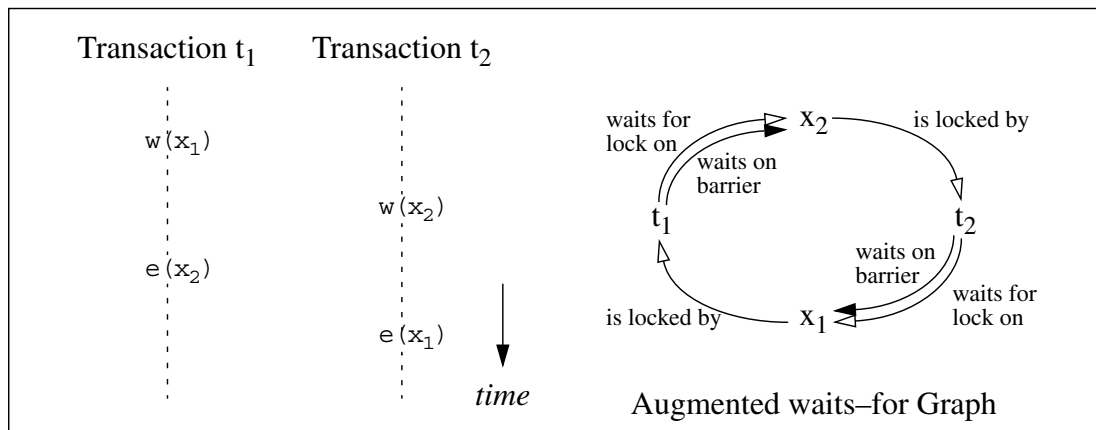 Transaction t1
Transaction t2
w(x1)
w(x2)
e(x2)
e(x1)
time
waits for
lock on
waits on
barrier
x2
is locked by
t1
t2
waits on
barrier
waits for
lock on
is locked by
x1
Augmented waits–for Graph